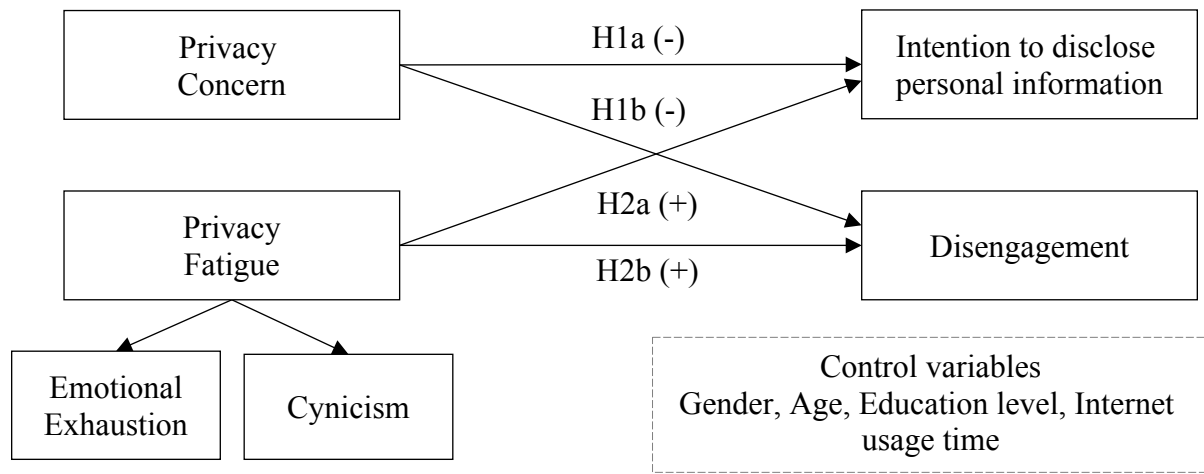 Privacy
Concern
H1a (-)
Intention to disclose
personal information
H1b (-)
Privacy
Fatigue
H2a (+)
H2b (+)
Disengagement
Emotional
Exhaustion
Cynicism
Control variables
Gender, Age, Education level, Internet
usage time